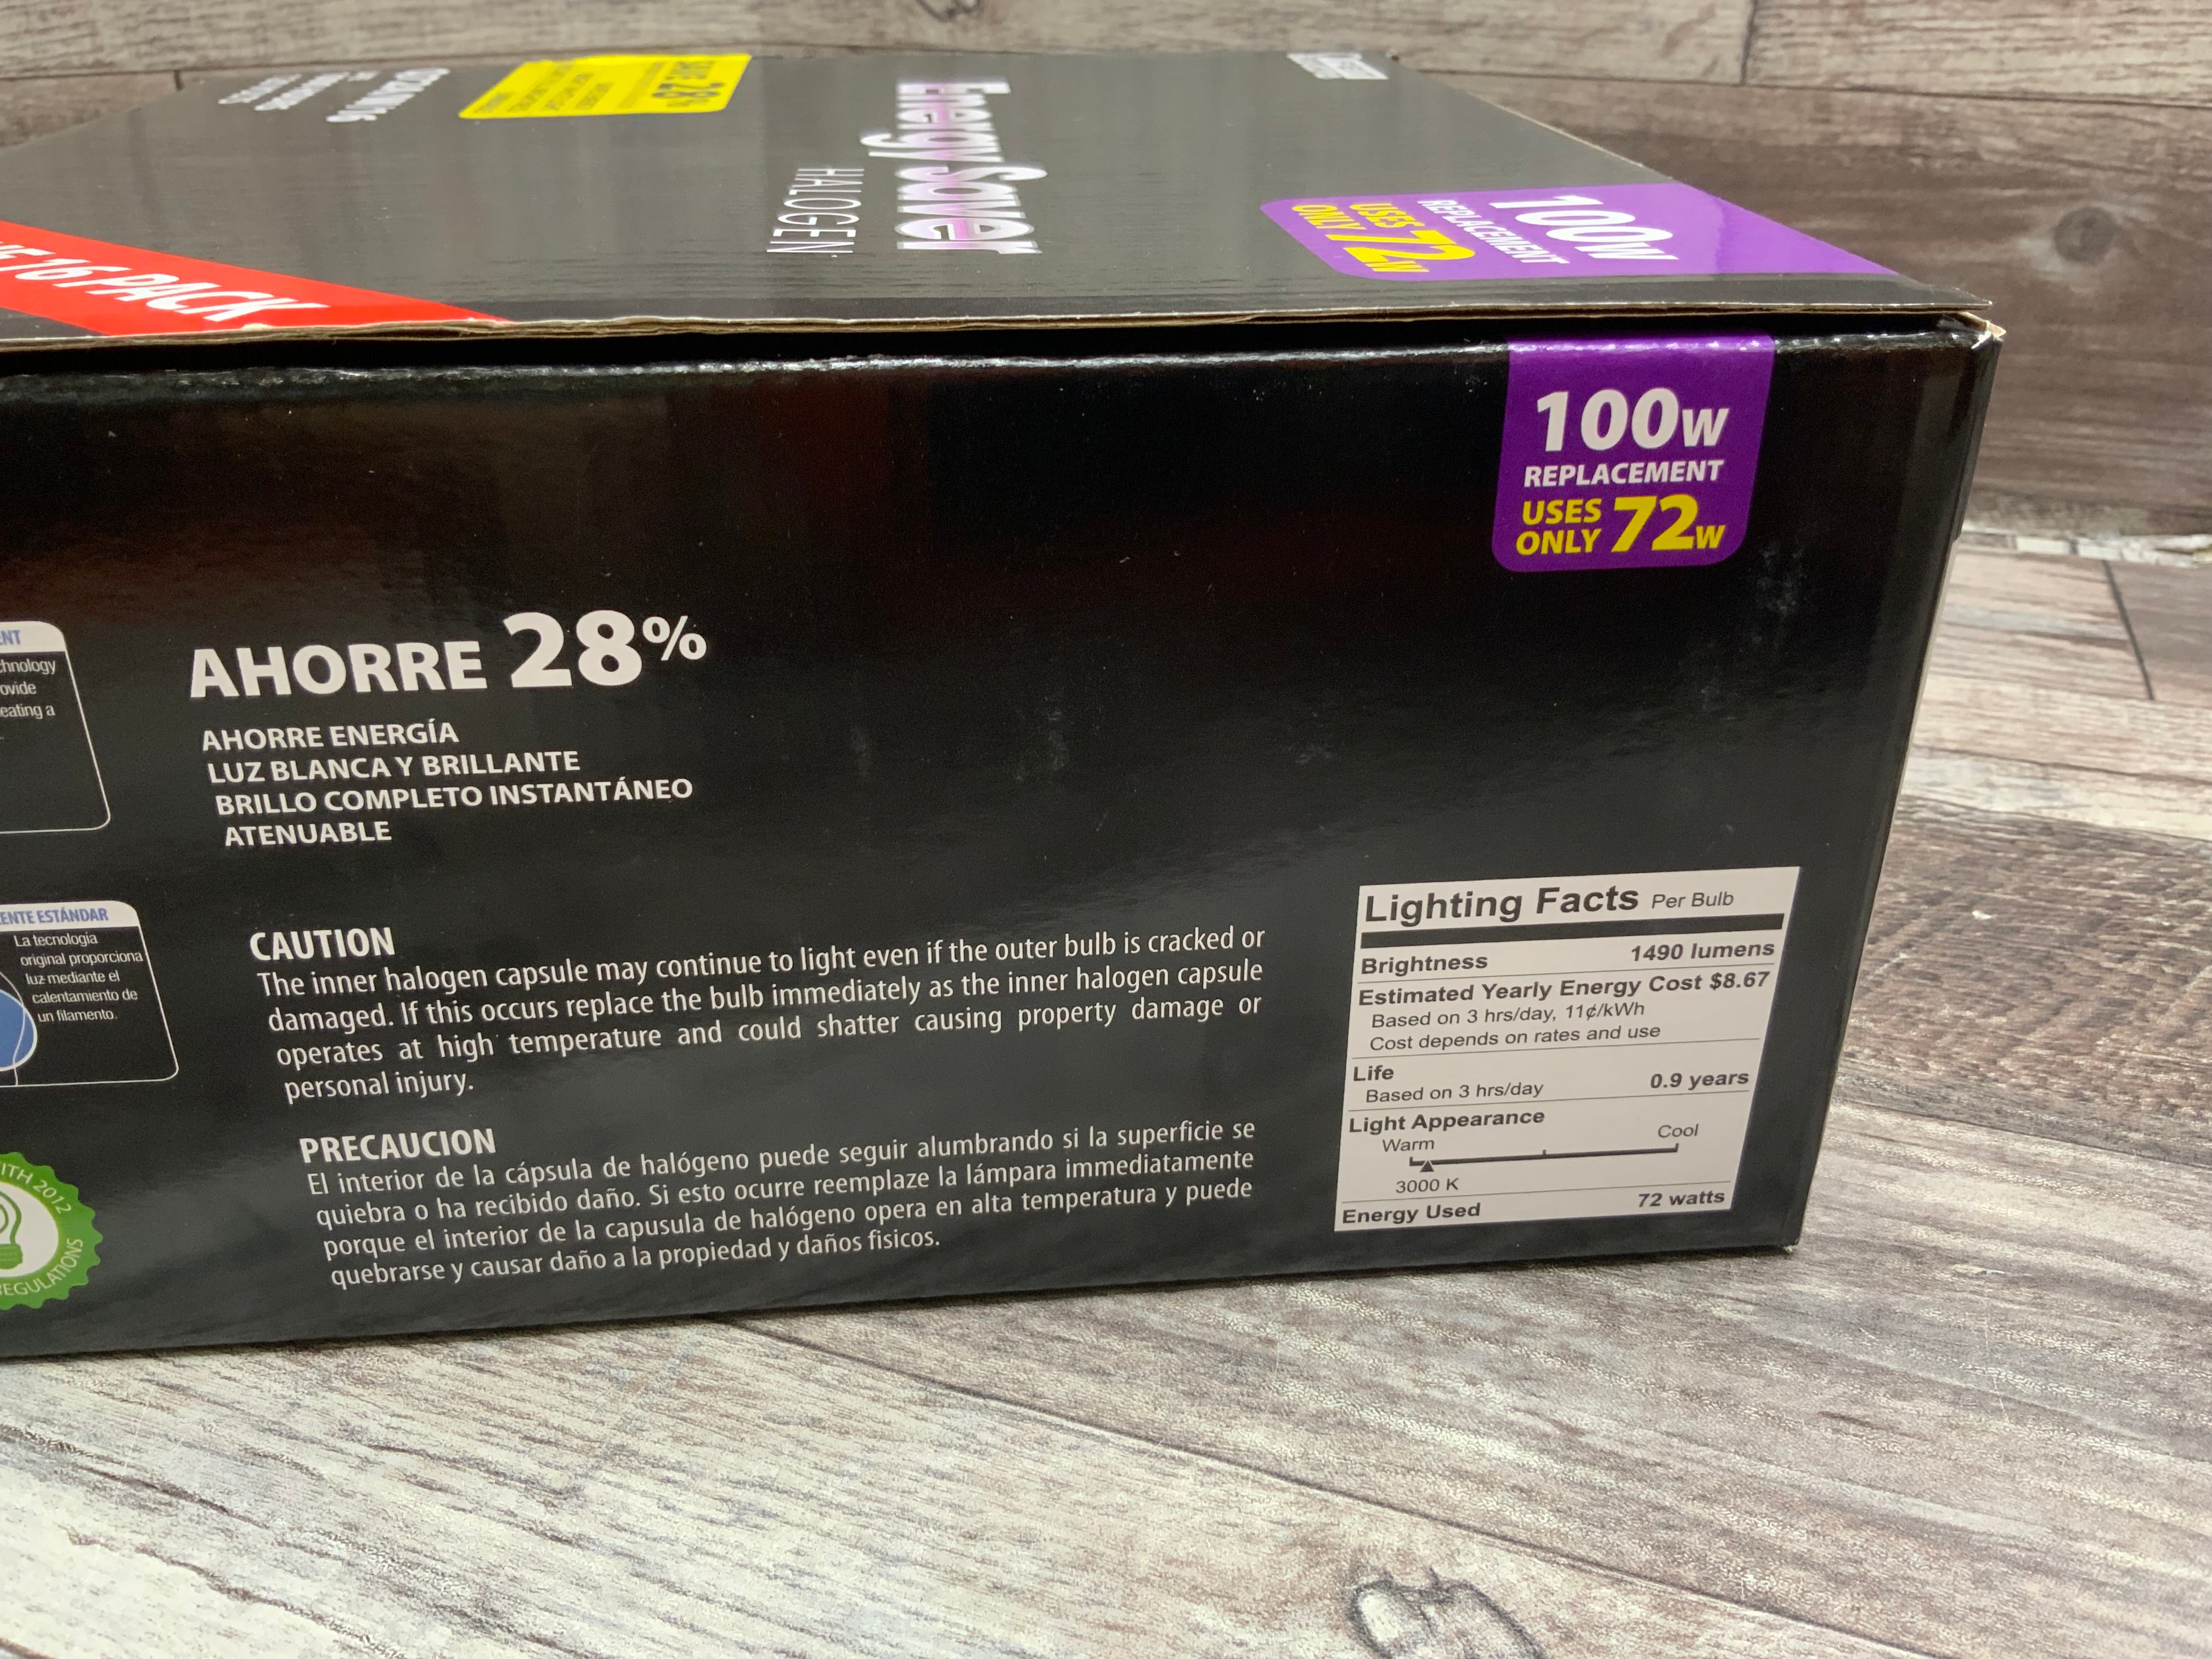 SAVE 28%
Energy Saver
HALOGEN
100W
REPLACEMENT
USES
ONLY 72W
16 PACK
100W
REPLACEMENT
USES
ONLY 72W
AHORRE 28%
AHORRE ENERGÍA
LUZ BLANCA Y BRILLANTE
BRILLO COMPLETO INSTANTÁNEO
ATENUABLE
ESTÁNDAR
La tecnología
original proporciona
luz mediante el
calentamiento de
un filamento.
CAUTION
The inner halogen capsule may continue to light even if the outer bulb is cracked or
damaged. If this occurs replace the bulb immediately as the inner halogen capsule
operates at high temperature and could shatter causing property damage or
personal injury.
PRECAUCION
El interior de la cápsula de halógeno puede seguir alumbrando si la superficie se
quiebra o ha recibido daño. Si esto ocurre reemplaze la lámpara immediatamente
porque el interior de la capusula de halógeno opera en alta temperatura y puede
quebrarse y causar daño a la propiedad y daños fisicos.
2012
REGULATIONS
Lighting Facts Per Bulb
Brightness 1490 lumens
Estimated Yearly Energy Cost $8.67
Based on 3 hrs/day, 11¢/kWh
Cost depends on rates and use
Life
Based on 3 hrs/day 0.9 years
Light Appearance
Warm Cool
3000 K
Energy Used 72 watts